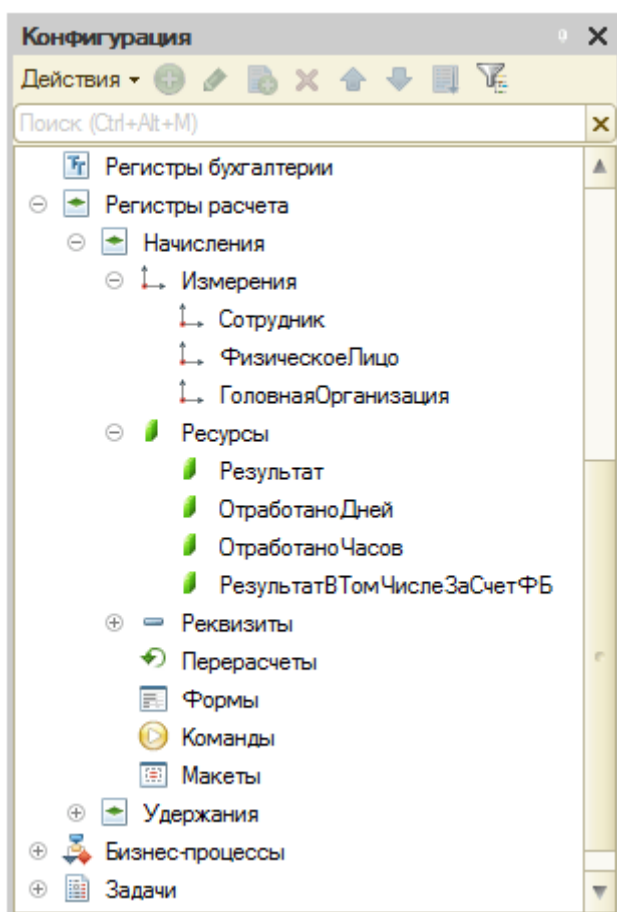 Конфигурация
Действия
Поиск (Ctrl+Alt+M)
Регистры бухгалтерии
Регистры расчета
Начисления
Измерения
Сотрудник
ФизическоеЛицо
ГоловнаяОрганизация
Ресурсы
Результат
ОтработаноДней
ОтработаноЧасов
РезультатВТомЧислеЗаСчетФБ
Реквизиты
Перерасчеты
Формы
Команды
Макеты
Удержания
Бизнес-процессы
Задачи